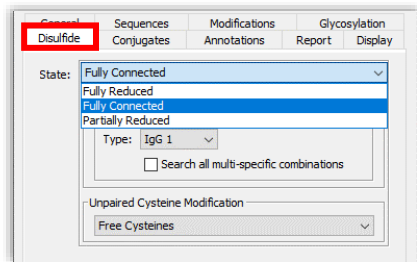 General Sequences Modifications Glycosylation
Disulfide Conjugates Annotations Report Display
State: Fully Connected
Fully Reduced
Fully Connected
Partially Reduced
Type: IgG 1
Search all multi-specific combinations
Unpaired Cysteine Modification
Free Cysteines